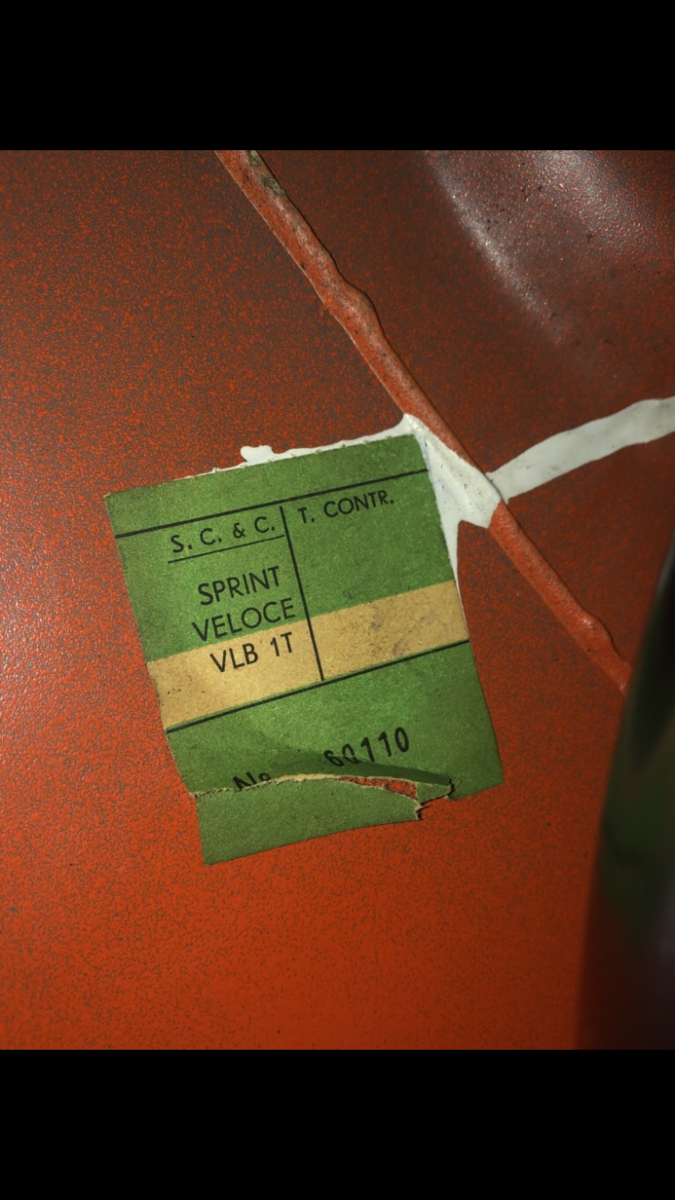 S. C. & C.
T. CONTR.
SPRINT
VELOCE
VLB 1T
No 60110